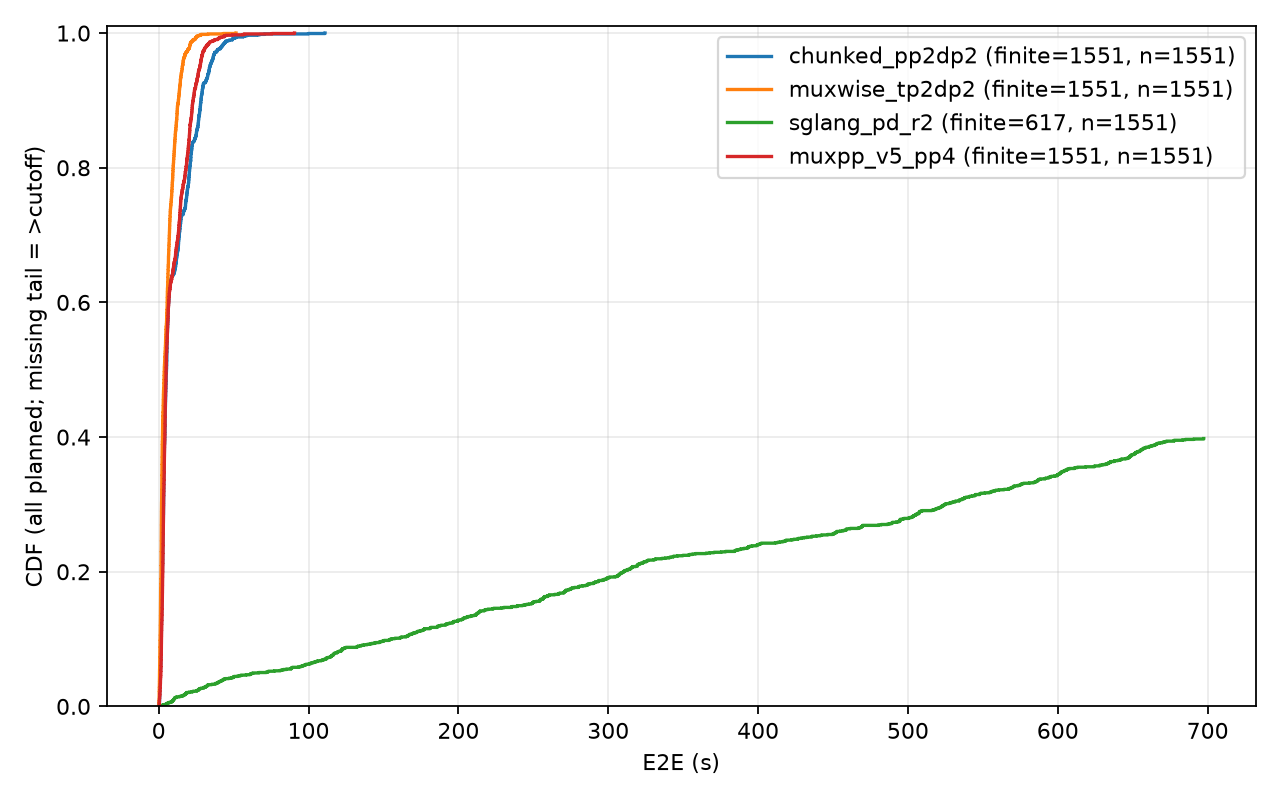 chunked_pp2dp2 (finite=1551, n=1551)
muxwise_tp2dp2 (finite=1551, n=1551)
sglang_pd_r2 (finite=617, n=1551)
muxpp_v5_pp4 (finite=1551, n=1551)
CDF (all planned; missing tail = >cutoff)
1.0
0.8
0.6
0.4
0.2
0.0
0 100 200 300 400 500 600 700
E2E (s)